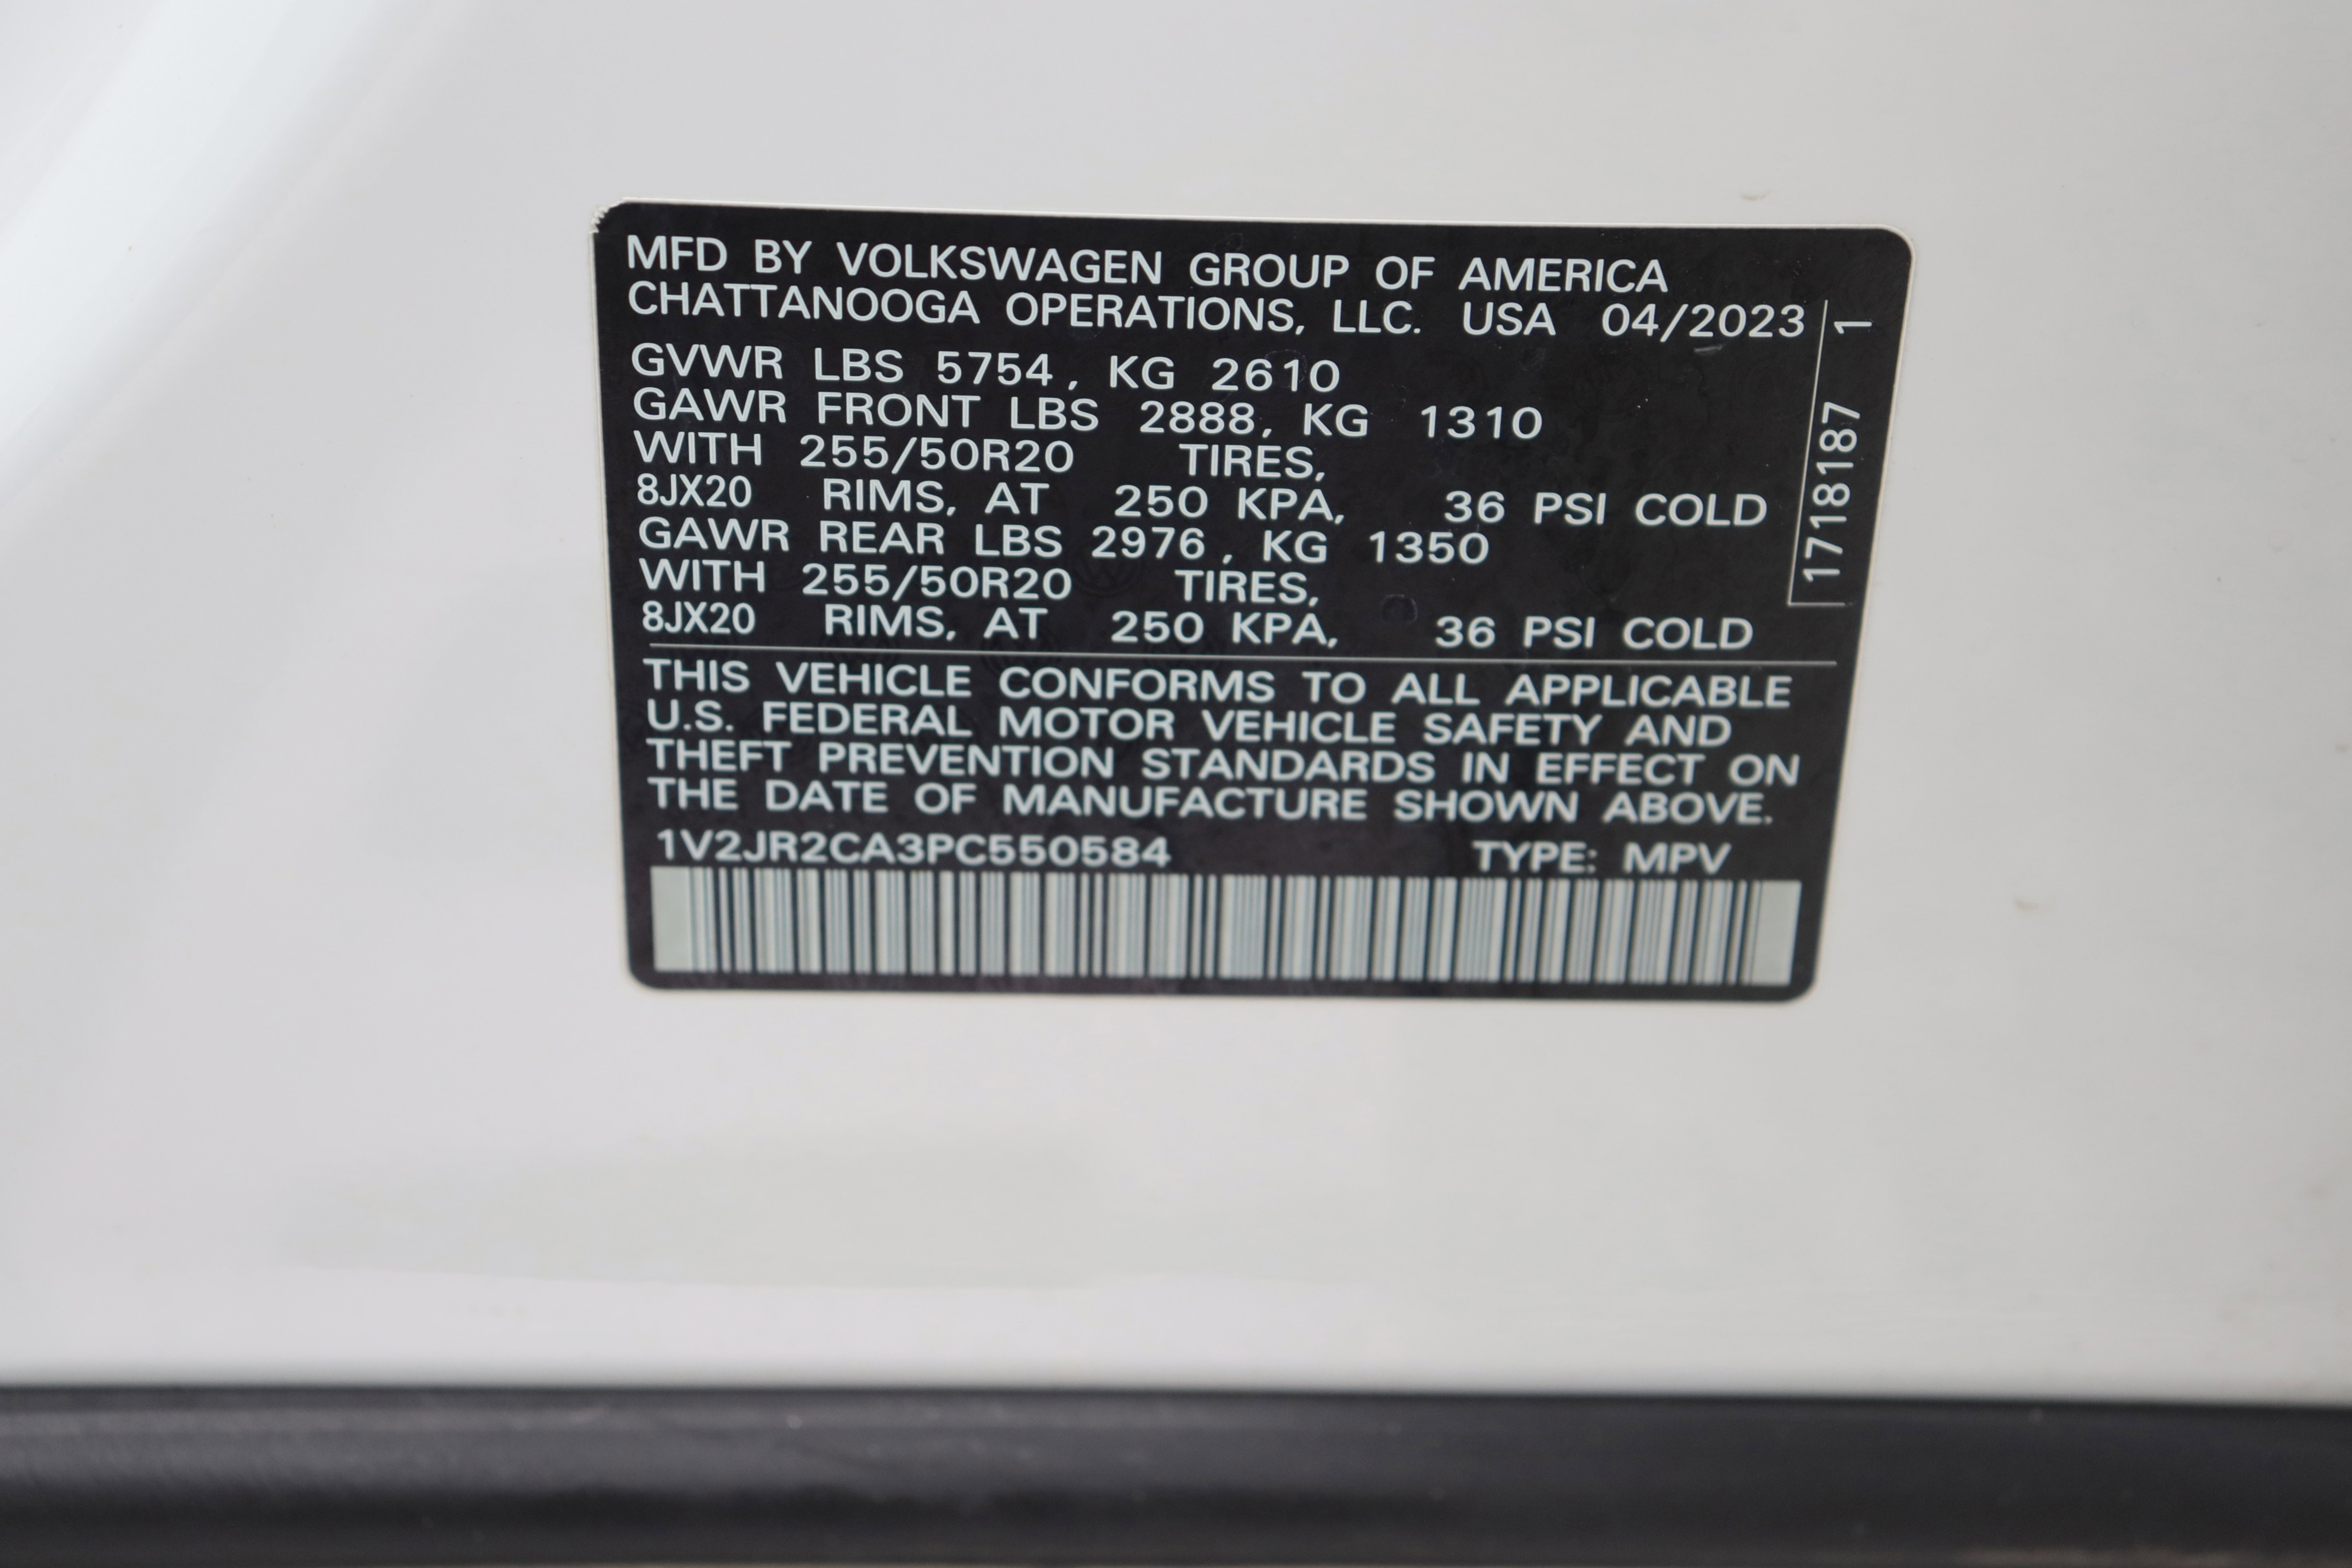 MFD BY VOLKSWAGEN GROUP OF AMERICA
CHATTANOOGA OPERATIONS, LLC. USA 04/2023
GVWR LBS 5754, KG 2610
GAWR FRONT LBS 2888, KG 1310
WITH 255/50R20 TIRES,
8JX20 RIMS, AT 250 KPA, 36 PSI COLD
GAWR REAR LBS 2976, KG 1350
WITH 255/50R20 TIRES,
8JX20 RIMS, AT 250 KPA, 36 PSI COLD
1718187 1
THIS VEHICLE CONFORMS TO ALL APPLICABLE
U.S. FEDERAL MOTOR VEHICLE SAFETY AND
THEFT PREVENTION STANDARDS IN EFFECT ON
THE DATE OF MANUFACTURE SHOWN ABOVE.
1V2JR2CA3PC550584 TYPE: MPV